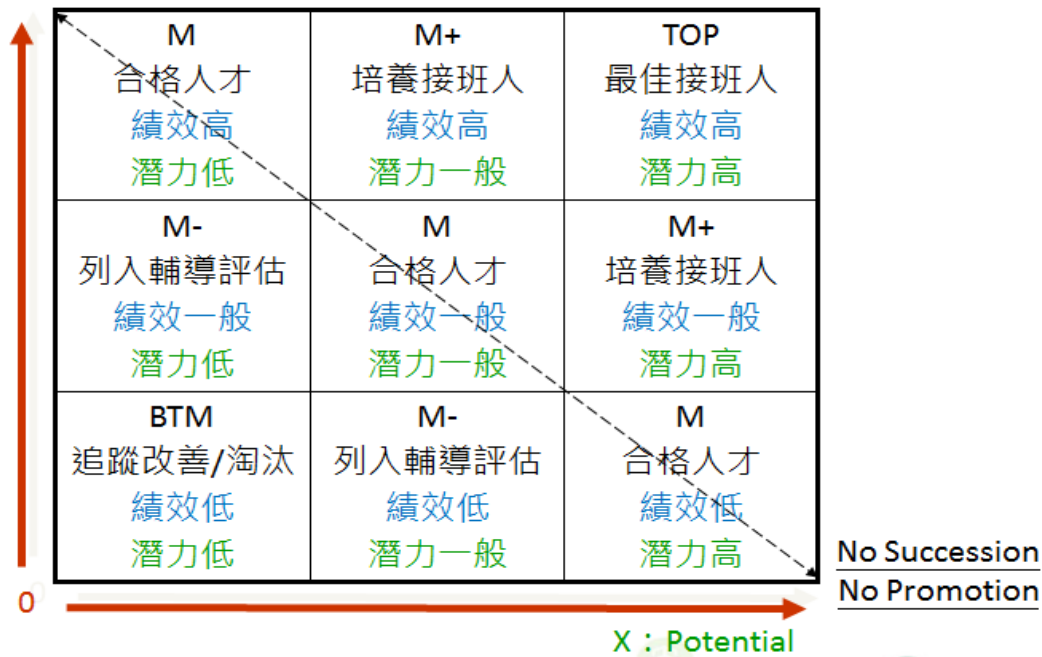 M
合格人才
績效高
潛力低
M+
培養接班人
績效高
潛力一般
TOP
最佳接班人
績效高
潛力高
M-
列入輔導評估
績效一般
潛力低
M
合格人才
績效一般
潛力一般
M+
培養接班人
績效一般
潛力高
BTM
追蹤改善/淘汰
績效低
潛力低
M-
列入輔導評估
績效低
潛力一般
M
合格人才
績效低
潛力高
No Succession
No Promotion
0
X：Potential